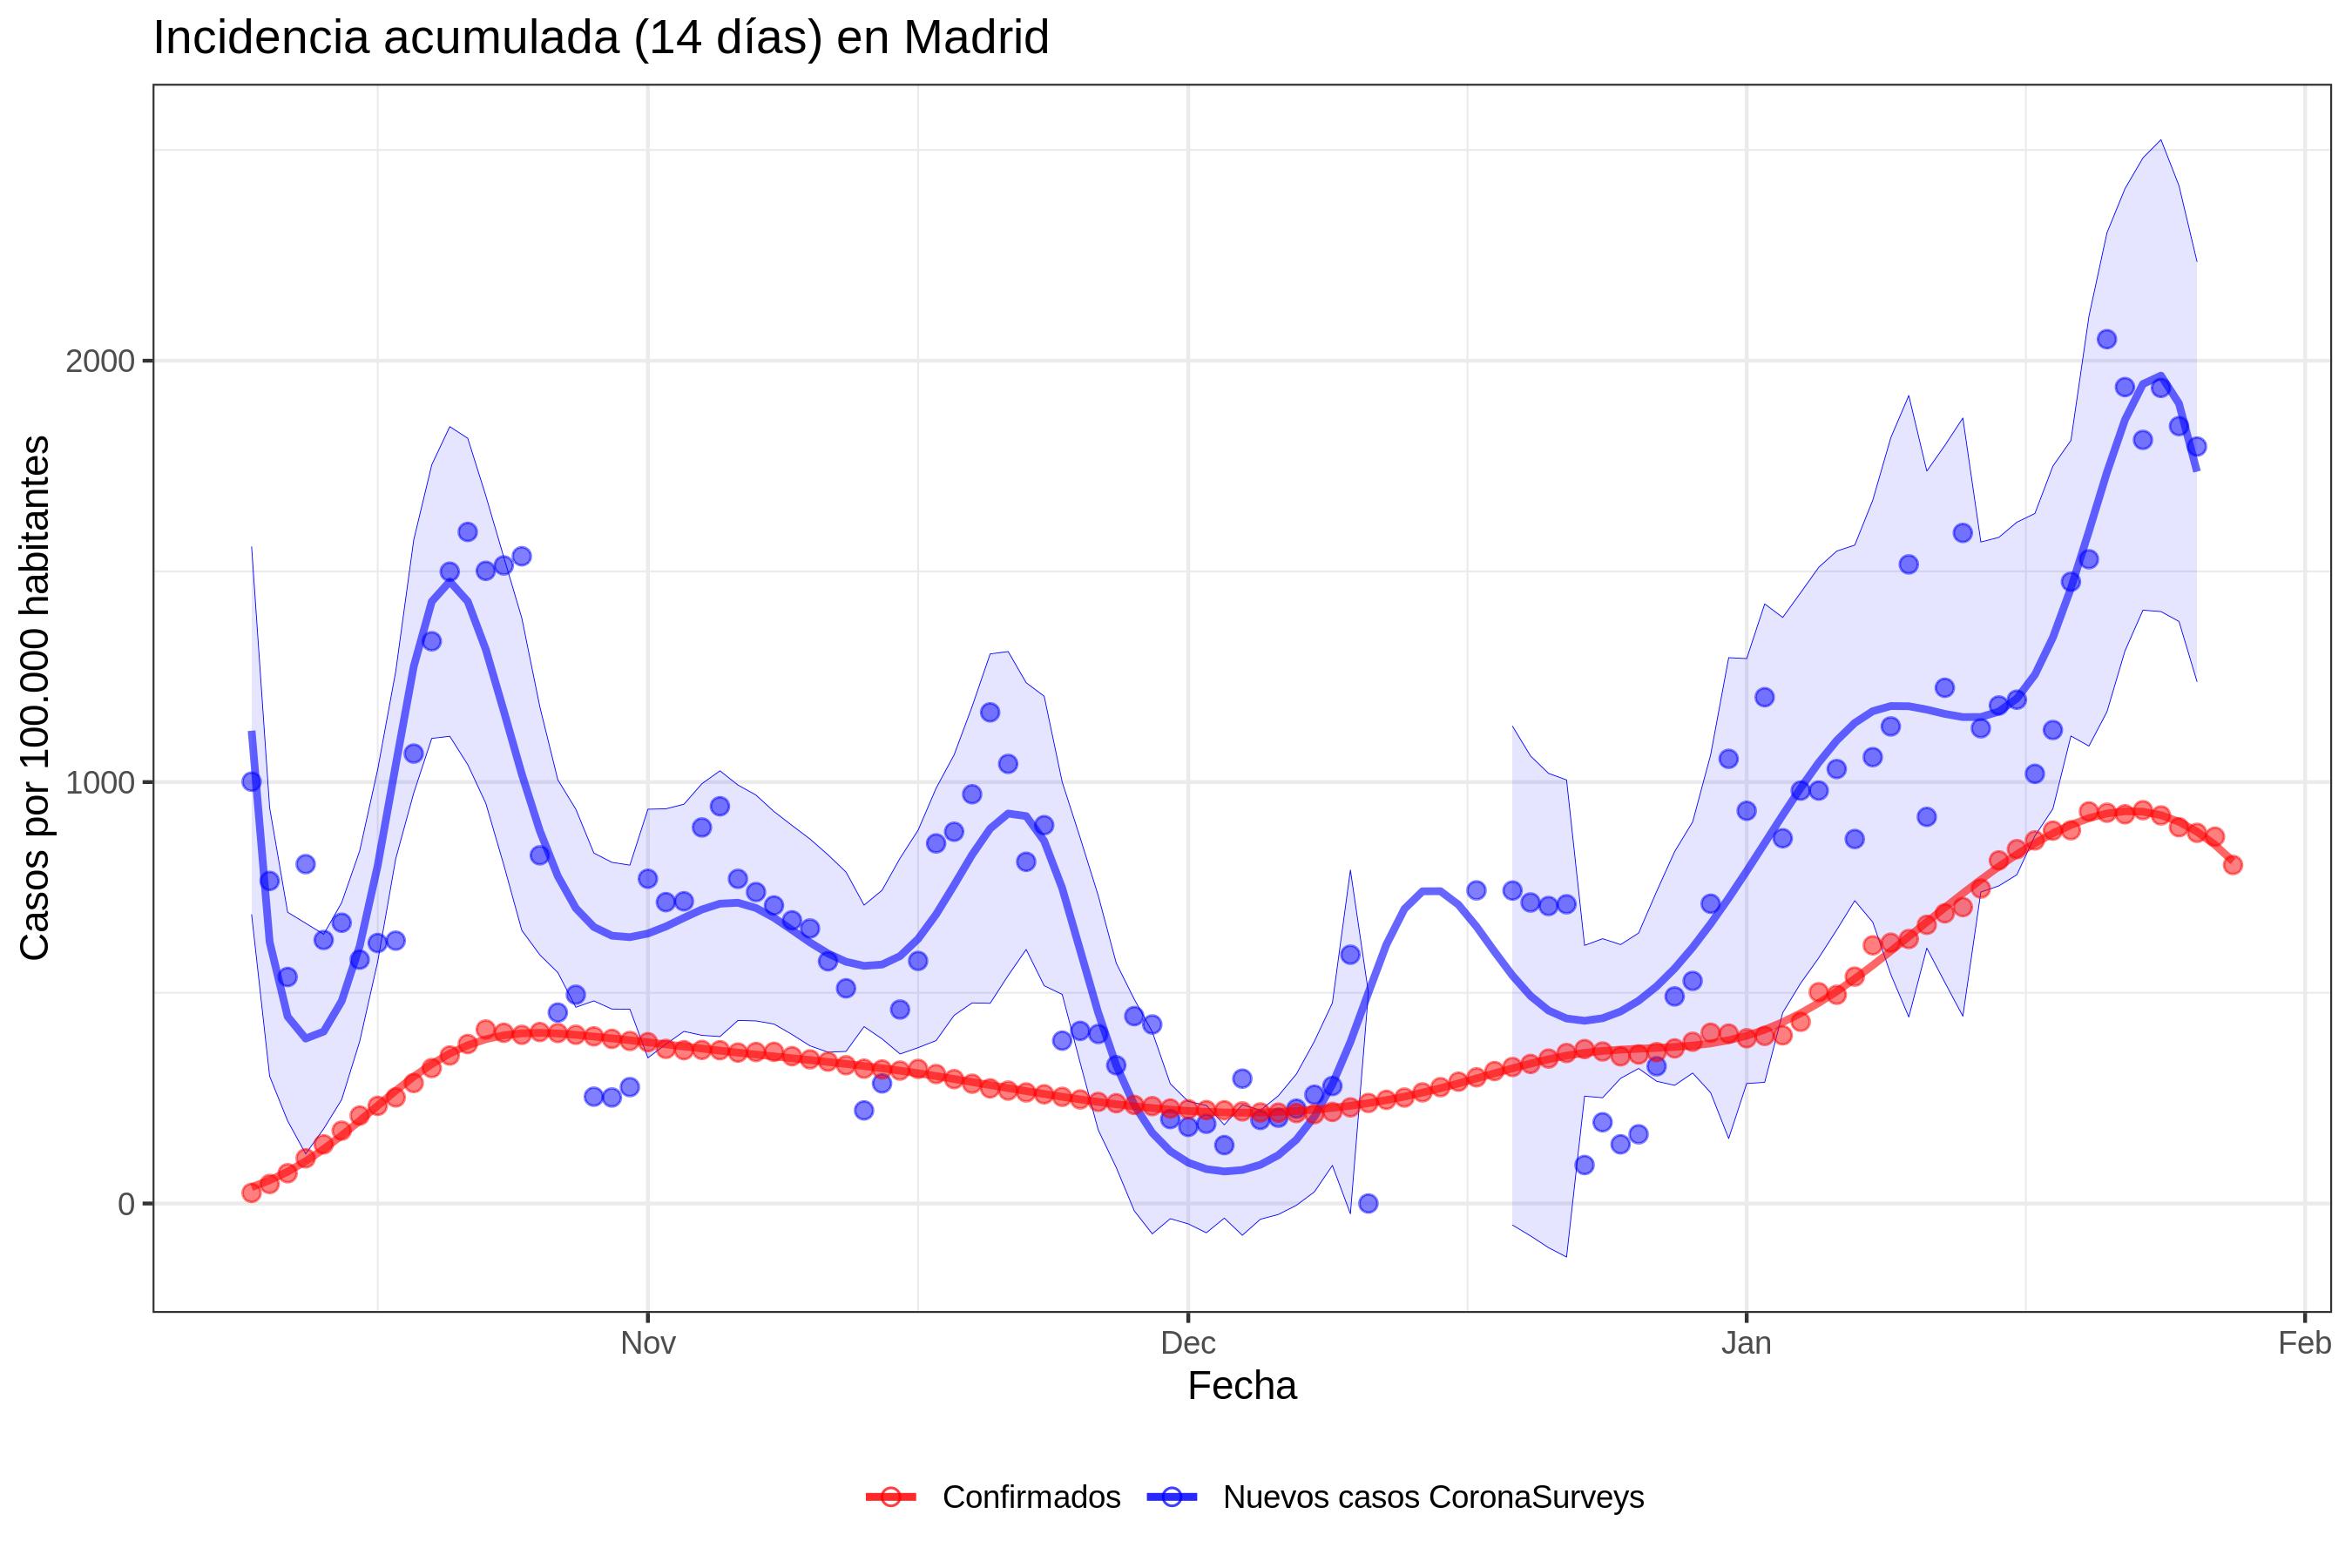 Incidencia acumulada (14 días) en Madrid
Casos por 100.000 habitantes
2000
1000
0
Nov Dec Jan Feb
Fecha
Confirmados Nuevos casos CoronaSurveys